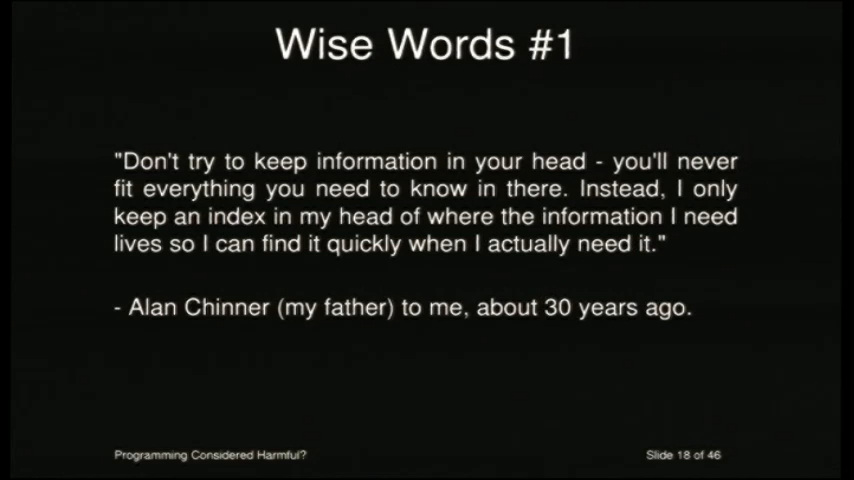 Wise Words #1
"Don't try to keep information in your head - you'll never
fit everything you need to know in there. Instead, I only
keep an index in my head of where the information I need
lives so I can find it quickly when I actually need it."
- Alan Chinner (my father) to me, about 30 years ago.
Programming Considered Harmful?
Slide 18 of 46